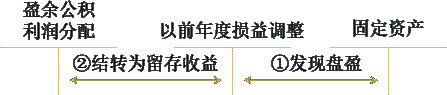 盈余公积
利润分配
以前年度损益调整
固定资产
②结转为留存收益
①发现盘盈